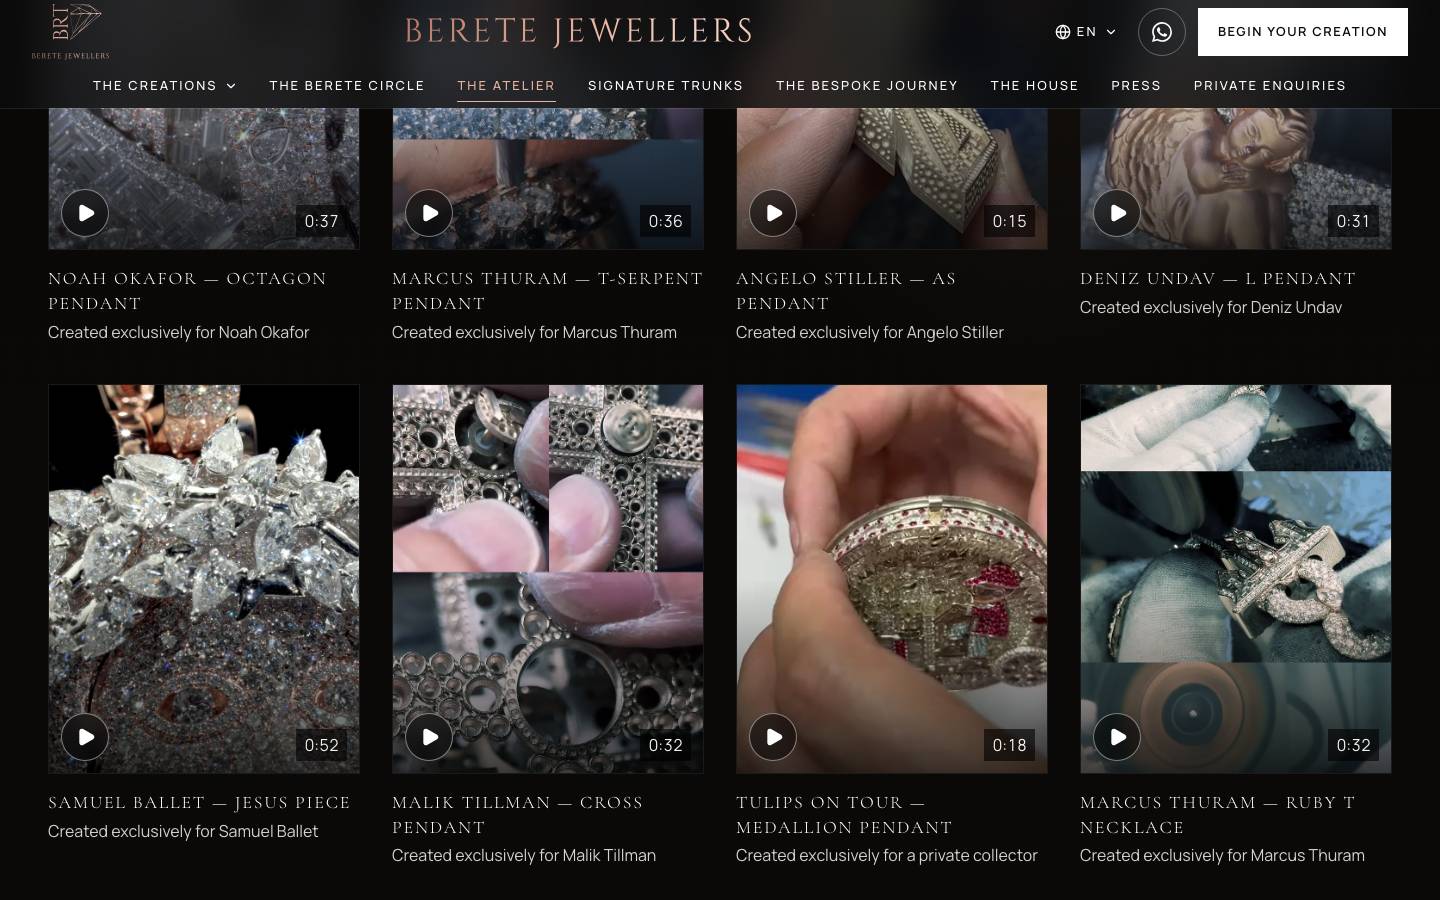 BRT
BERETE JEWELLERS
BERETE JEWELLERS
EN
BEGIN YOUR CREATION
THE CREATIONS
THE BERETE CIRCLE
THE ATELIER
SIGNATURE TRUNKS
THE BESPOKE JOURNEY
THE HOUSE
PRESS
PRIVATE ENQUIRIES
0:37
0:36
0:15
0:31
NOAH OKAFOR — OCTAGON
PENDANT
Created exclusively for Noah Okafor
MARCUS THURAM — T-SERPENT
PENDANT
Created exclusively for Marcus Thuram
ANGELO STILLER — AS
PENDANT
Created exclusively for Angelo Stiller
DENIZ UNDAV — L PENDANT
Created exclusively for Deniz Undav
0:52
0:32
0:18
0:32
SAMUEL BALLET — JESUS PIECE
Created exclusively for Samuel Ballet
MALIK TILLMAN — CROSS
PENDANT
Created exclusively for Malik Tillman
TULIPS ON TOUR —
MEDALLION PENDANT
Created exclusively for a private collector
MARCUS THURAM — RUBY T
NECKLACE
Created exclusively for Marcus Thuram